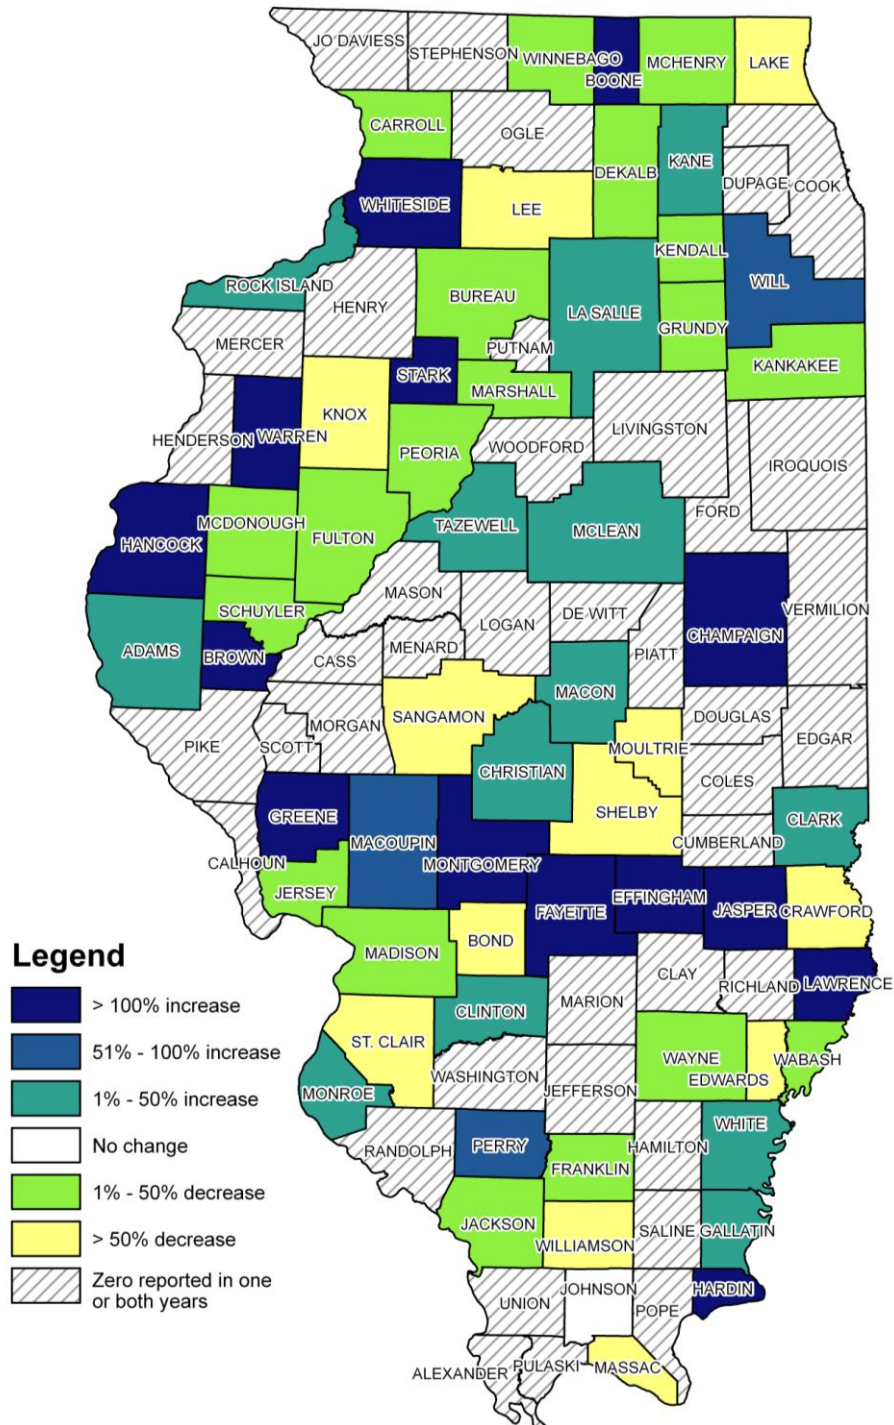 JO DAVIESS
STEPHENSON
WINNEBAGO
BOONE
MCHENRY
LAKE
CARROLL
OGLE
DEKALB
KANE
DUPAGE
COOK
WHITESIDE
LEE
KENDALL
ROCK ISLAND
HENRY
BUREAU
LA SALLE
WILL
GRUNDY
MERCER
PUTNAM
KANKAKEE
STARK
MARSHALL
KNOX
HENDERSON
WARREN
PEORIA
WOODFORD
LIVINGSTON
IROQUOIS
FORD
HANCOCK
MCDONOUGH
FULTON
TAZEWELL
MCLEAN
MASON
SCHUYLER
LOGAN
DE WITT
VERMILION
CHAMPAIGN
ADAMS
BROWN
CASS
MENARD
PIATT
MACON
PIKE
SCOTT
MORGAN
SANGAMON
DOUGLAS
EDGAR
MOULTRIE
CHRISTIAN
COLES
SHELBY
GREENE
MACOUPIN
CLARK
CUMBERLAND
CALHOUN
MONTGOMERY
JERSEY
FAYETTE
EFFINGHAM
JASPER
CRAWFORD
MADISON
BOND
CLAY
RICHLAND
LAWRENCE
MARION
CLINTON
ST. CLAIR
WAYNE
EDWARDS
WABASH
WASHINGTON
JEFFERSON
MONROE
RANDOLPH
PERRY
HAMILTON
WHITE
FRANKLIN
JACKSON
WILLIAMSON
SALINE
GALLATIN
UNION
JOHNSON
POPE
HARDIN
ALEXANDER
PULASKI
MASSAC
Legend
> 100% increase
51% - 100% increase
1% - 50% increase
No change
1% - 50% decrease
> 50% decrease
Zero reported in one
or both years